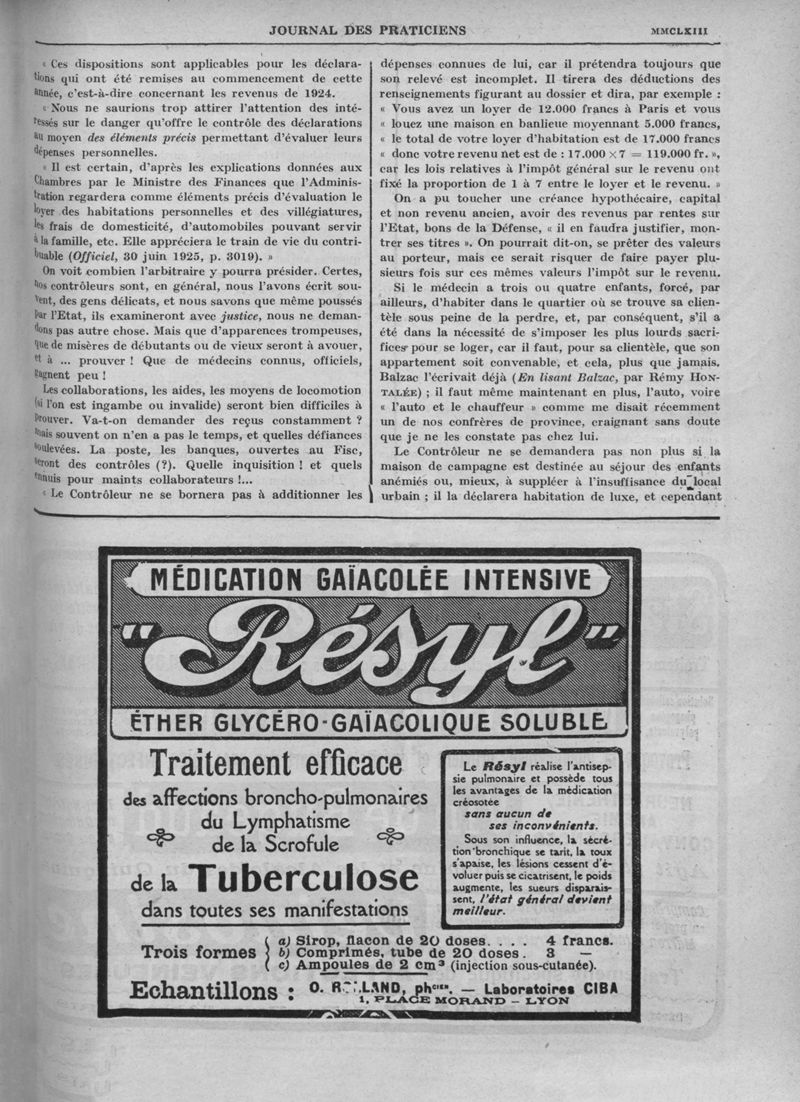 JOURNAL DES PRATICIENS
MMCLXIII
« Ces dispositions sont applicables pour les déclara-
tions qui ont été remises au commencement de cette
année, c'est-à-dire concernant les revenus de 1924.
« Nous ne saurions trop attirer l'attention des inté-
ressés sur le danger qu'offre le contrôle des déclarations
au moyen des éléments précis permettant d'évaluer leurs
dépenses personnelles.
« Il est certain, d'après les explications données aux
Chambres par le Ministre des Finances que l'Adminis-
tration regardera comme éléments précis d'évaluation le
loyer des habitations personnelles et des villégiatures,
les frais de domesticité, d'automobiles pouvant servir
à la famille, etc. Elle appréciera le train de vie du contri-
buable (Officiel, 30 juin 1925, p. 3019). »
On voit combien l'arbitraire y pourra présider. Certes,
nos contrôleurs sont, en général, nous l'avons écrit sou-
vent, des gens délicats, et nous savons que même poussés
par l'Etat, ils examineront avec justice, nous ne deman-
dons pas autre chose. Mais que d'apparences trompeuses,
que de misères de débutants ou de vieux seront à avouer,
et à ... prouver ! Que de médecins connus, officiels,
gagnent peu !
Les collaborations, les aides, les moyens de locomotion
(si l'on est ingambe ou invalide) seront bien difficiles à
prouver. Va-t-on demander des reçus constamment ?
mais souvent on n'en a pas le temps, et quelles défiances
soulevées. La poste, les banques, ouvertes au Fisc,
seront des contrôles (?). Quelle inquisition ! et quels
ennuis pour maints collaborateurs !...
« Le Contrôleur ne se bornera pas à additionner les
dépenses connues de lui, car il prétendra toujours que
son relevé est incomplet. Il tirera des déductions des
renseignements figurant au dossier et dira, par exemple :
« Vous avez un loyer de 12.000 francs à Paris et vous
« louez une maison en banlieue moyennant 5.000 francs,
« le total de votre loyer d'habitation est de 17.000 francs
« donc votre revenu net est de : 17.000 × 7 = 119.000 fr. »,
car les lois relatives à l'impôt général sur le revenu ont
fixé la proportion de 1 à 7 entre le loyer et le revenu. »
On a pu toucher une créance hypothécaire, capital
et non revenu ancien, avoir des revenus par rentes sur
l'Etat, bons de la Défense, « il en faudra justifier, mon-
trer ses titres ». On pourrait dit-on, se prêter des valeurs
au porteur, mais ce serait risquer de faire payer plu-
sieurs fois sur ces mêmes valeurs l'impôt sur le revenu.
Si le médecin a trois ou quatre enfants, forcé, par
ailleurs, d'habiter dans le quartier où se trouve sa clien-
tèle sous peine de la perdre, et, par conséquent, s'il a
été dans la nécessité de s'imposer les plus lourds sacri-
fices pour se loger, car il faut, pour sa clientèle, que son
appartement soit convenable, et cela, plus que jamais.
Balzac l'écrivait déjà (En lisant Balzac, par Rémy HON-
TALÉE) ; il faut même maintenant en plus, l'auto, voire
« l'auto et le chauffeur » comme me disait récemment
un de nos confrères de province, craignant sans doute
que je ne les constate pas chez lui.
Le Contrôleur ne se demandera pas non plus si la
maison de campagne est destinée au séjour des enfants
anémiés ou, mieux, à suppléer à l'insuffisance du local
urbain ; il la déclarera habitation de luxe, et cependant
MÉDICATION GAÏACOLÉE INTENSIVE
"Résyl"
ÉTHER GLYCÉRO-GAÏACOLIQUE SOLUBLE
Traitement efficace
des affections broncho-pulmonaires
du Lymphatisme
de la Scrofule
de la Tuberculose
dans toutes ses manifestations
Le Résyl réalise l'antisep-
sie pulmonaire et possède tous
les avantages de la médication
créosotée
sans aucun de
ses inconvénients.
Sous son influence, la sécré-
tion bronchique se tarit, la toux
s'apaise, les lésions cessent d'é-
voluer puis se cicatrisent, le poids
augmente, les sueurs disparais-
sent, l'état général devient
meilleur.
Trois formes
a) Sirop, flacon de 20 doses. . . . 4 francs.
b) Comprimés, tube de 20 doses . 3 —
c) Ampoules de 2 cm³ (injection sous-cutanée).
Echantillons : O. ph^cien. — Laboratoires CIBA
1, PLACE MORAND – LYON